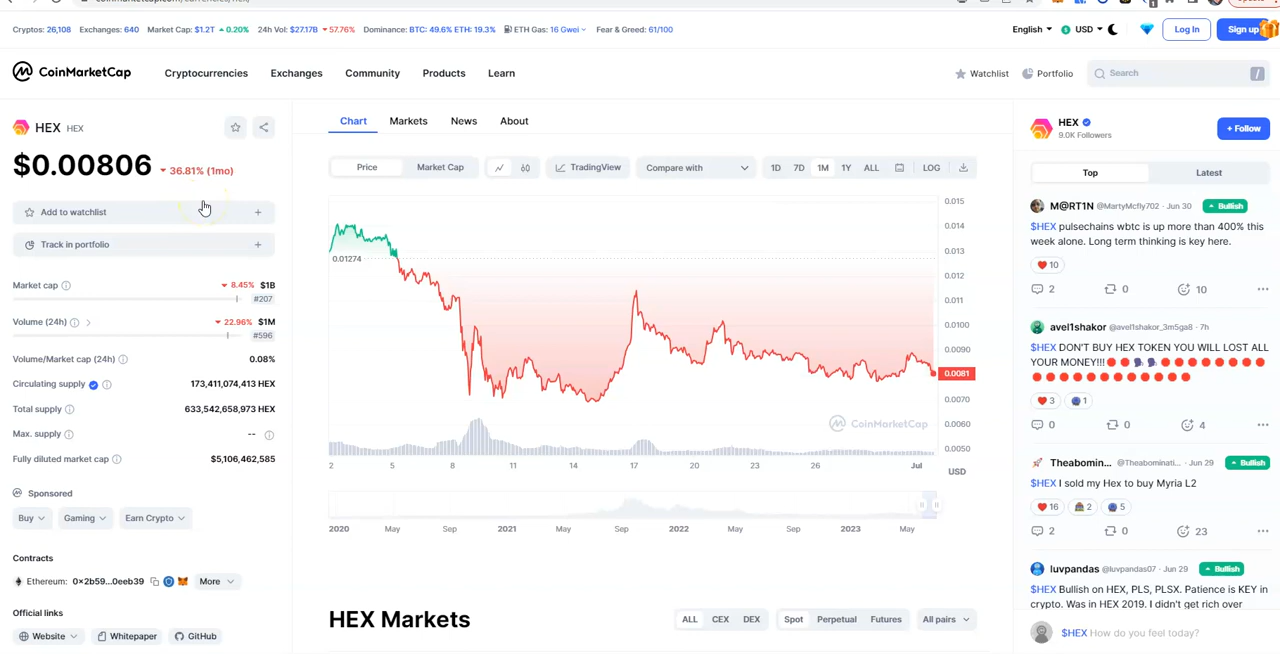 Cryptos: 26,108 Exchanges: 640 Market Cap: $1.2T 0.20% 24h Vol: $27.17B 57.76% Dominance: BTC: 49.6% ETH: 19.3% ETH Gas: 16 Gwei Fear & Greed: 61/100 English USD Log In Sign up
CoinMarketCap Cryptocurrencies Exchanges Community Products Learn Watchlist Portfolio Search /
HEX HEX
$0.00806 36.81% (1mo)
Add to watchlist +
Track in portfolio +
Market cap 8.45% $1B
#207
Volume (24h) 22.96% $1M
#596
Volume/Market cap (24h) 0.08%
Circulating supply 173,411,074,413 HEX
Total supply 633,542,658,973 HEX
Max. supply --
Fully diluted market cap $5,106,462,585
Sponsored
Buy Gaming Earn Crypto
Contracts
Ethereum: 0x2b59...0eeb39 More
Official links
Website Whitepaper GitHub
Chart Markets News About
Price Market Cap TradingView Compare with 1D 7D 1M 1Y ALL LOG
0.015
0.014
0.013
0.01274
0.012
0.011
0.0100
0.0090
0.0081
0.0070
0.0060
0.0050
CoinMarketCap
2 5 8 11 14 17 20 23 26 Jul USD
2020 May Sep 2021 May Sep 2022 May Sep 2023 May
HEX Markets ALL CEX DEX Spot Perpetual Futures All pairs
HEX
9.0K Followers
+ Follow
Top Latest
M@RT1N @MartyMcfly702 · Jun 30 Bullish
$HEX pulsechains wbtc is up more than 400% this
week alone. Long term thinking is key here.
10
2 0 10 ...
avel1shakor @avel1shakor_3m5ga8 · 7h
$HEX DON'T BUY HEX TOKEN YOU WILL LOST ALL
YOUR MONEY!!!
3 1
0 0 4 ...
Theabomin... @Theabominati... · Jun 29 Bullish
$HEX I sold my Hex to buy Myria L2
16 2 5
2 0 23 ...
luvpandas @luvpandas07 · Jun 29 Bullish
$HEX Bullish on HEX, PLS, PLSX. Patience is KEY in
crypto. Was in HEX 2019. I didn't get rich over
$HEX How do you feel today?